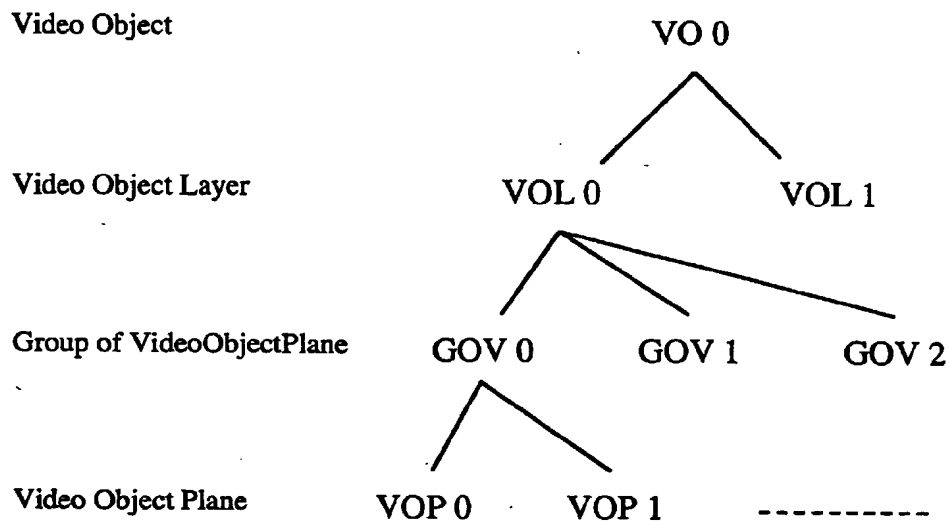 Video Object VO 0
Video Object Layer VOL 0 VOL 1
Group of VideoObjectPlane GOV 0 GOV 1 GOV 2
Video Object Plane VOP 0 VOP 1 ----------